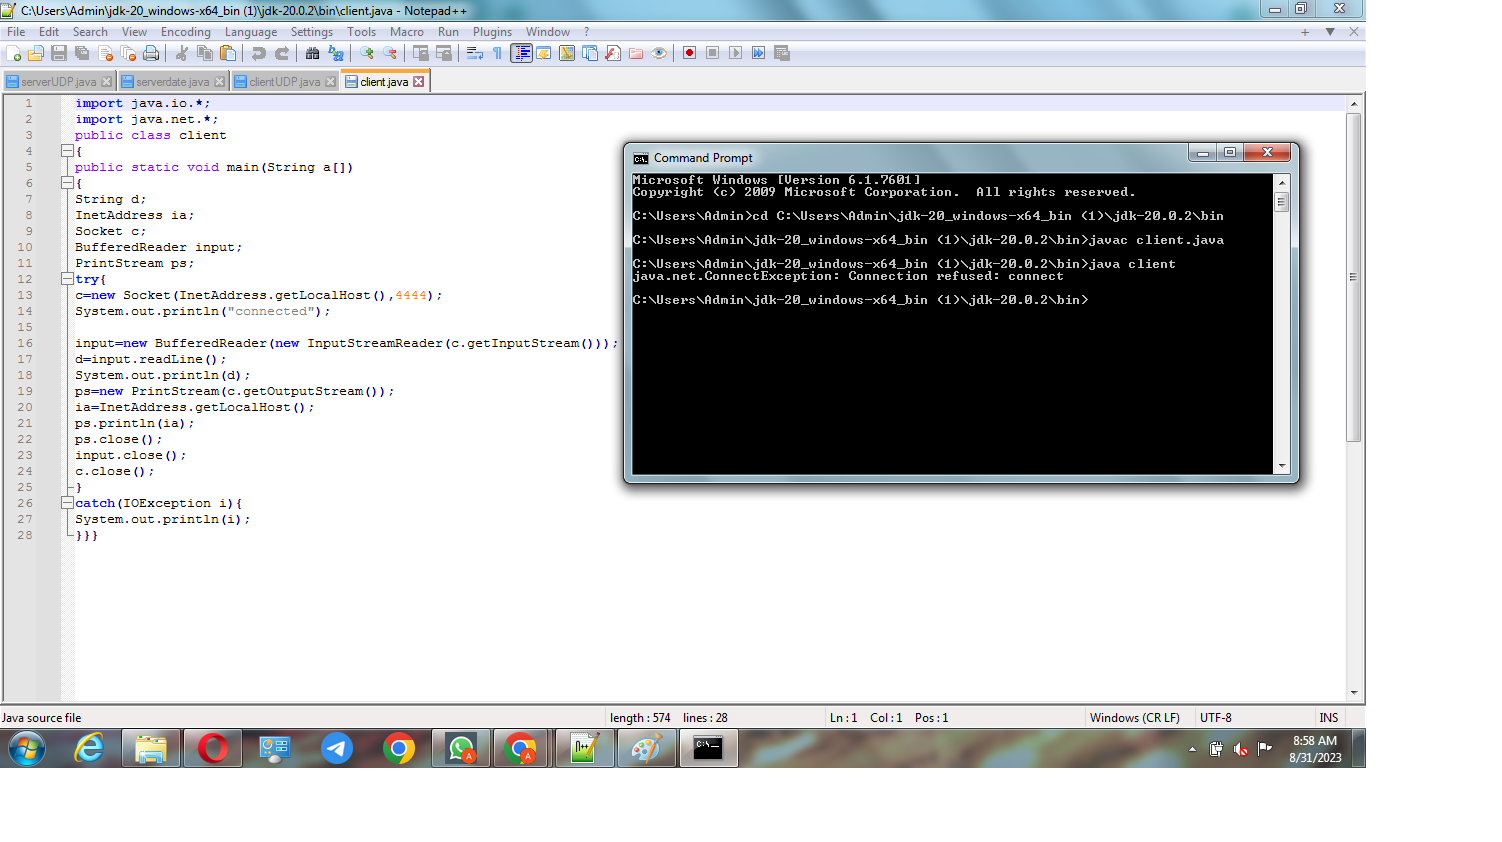 C:\Users\Admin\jdk-20_windows-x64_bin (1)\jdk-20.0.2\bin\client.java - Notepad++
File Edit Search View Encoding Language Settings Tools Macro Run Plugins Window ?
serverUDP.java serverdate.java clientUDP.java client.java
1 import java.io.*;
2 import java.net.*;
3 public class client
4 {
5 public static void main(String a[])
6 {
7 String d;
8 InetAddress ia;
9 Socket c;
10 BufferedReader input;
11 PrintStream ps;
12 try{
13 c=new Socket(InetAddress.getLocalHost(),4444);
14 System.out.println("connected");
15
16 input=new BufferedReader(new InputStreamReader(c.getInputStream()));
17 d=input.readLine();
18 System.out.println(d);
19 ps=new PrintStream(c.getOutputStream());
20 ia=InetAddress.getLocalHost();
21 ps.println(ia);
22 ps.close();
23 input.close();
24 c.close();
25 }
26 catch(IOException i){
27 System.out.println(i);
28 }}}
Command Prompt
Microsoft Windows [Version 6.1.7601]
Copyright (c) 2009 Microsoft Corporation.  All rights reserved.
C:\Users\Admin>cd C:\Users\Admin\jdk-20_windows-x64_bin (1)\jdk-20.0.2\bin
C:\Users\Admin\jdk-20_windows-x64_bin (1)\jdk-20.0.2\bin>javac client.java
C:\Users\Admin\jdk-20_windows-x64_bin (1)\jdk-20.0.2\bin>java client
java.net.ConnectException: Connection refused: connect
C:\Users\Admin\jdk-20_windows-x64_bin (1)\jdk-20.0.2\bin>
Java source file length : 574 lines : 28 Ln : 1 Col : 1 Pos : 1 Windows (CR LF) UTF-8 INS
8:58 AM
8/31/2023